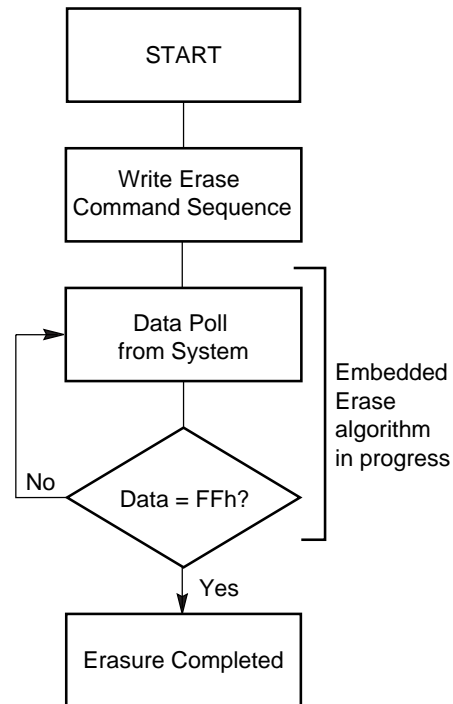 START
Write Erase
Command Sequence
Data Poll
from System
Embedded
Erase
algorithm
in progress
No
Data = FFh?
Yes
Erasure Completed